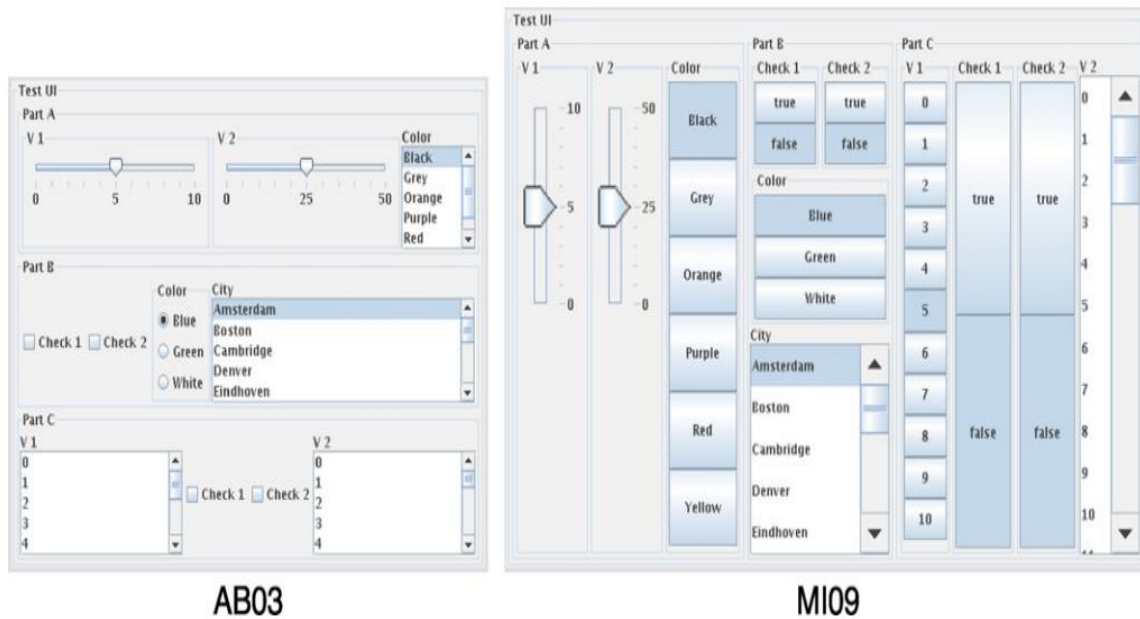 Test UI
Part A
V 1
V 2
Color
0
5
10
0
25
50
Black
Grey
Orange
Purple
Red
Part B
Check 1
Check 2
Color
Blue
Green
White
City
Amsterdam
Boston
Cambridge
Denver
Eindhoven
Part C
V 1
0
1
2
3
4
Check 1
Check 2
V 2
0
1
2
3
4
AB03
Test UI
Part A
V 1
10
5
0
V 2
50
25
0
Color
Black
Grey
Orange
Purple
Red
Yellow
Part B
Check 1
true
false
Check 2
true
false
Color
Blue
Green
White
City
Amsterdam
Boston
Cambridge
Denver
Eindhoven
Part C
V 1
0
1
2
3
4
5
6
7
8
9
10
Check 1
true
false
Check 2
true
false
V 2
0
1
2
3
4
5
6
7
8
9
10
MI09